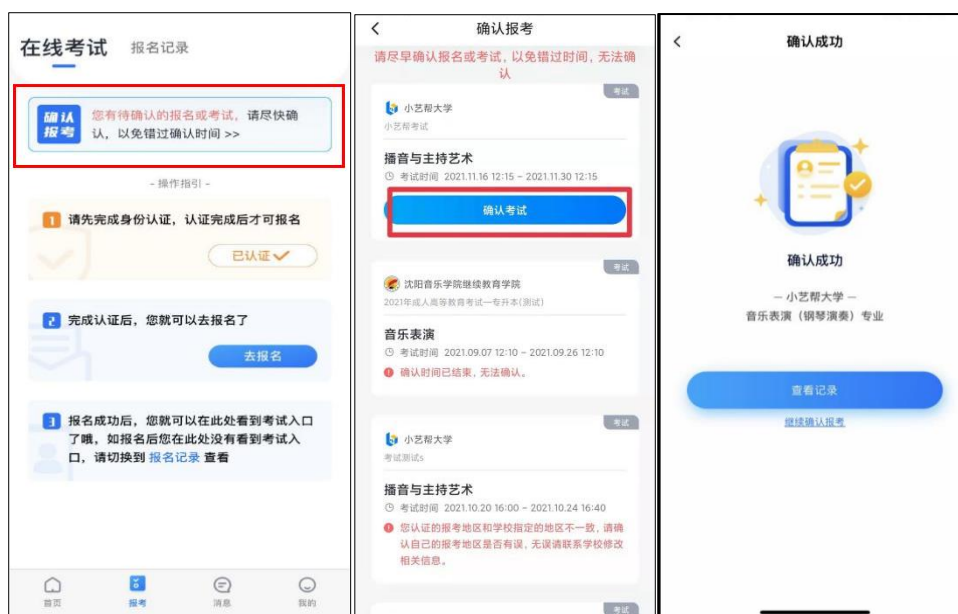 在线考试 报名记录
确认
报考
您有待确认的报名或考试，请尽快确
认，以免错过确认时间 >>
- 操作指引 -
1 请先完成身份认证，认证完成后才可报名
已认证
2 完成认证后，您就可以去报名了
去报名
3 报名成功后，您就可以在此处看到考试入口
了哦，如报名后您在此处没有看到考试入
口，请切换到 报名记录 查看
首页 报考 消息 我的
确认报考
请尽早确认报名或考试，以免错过时间，无法确
认
考试
小艺帮大学
小艺帮考试
播音与主持艺术
考试时间 2021.11.16 12:15 - 2021.11.30 12:15
确认考试
考试
沈阳音乐学院继续教育学院
2021年成人高等教育考试—专升本(测试)
音乐表演
考试时间 2021.09.07 12:10 - 2021.09.26 12:10
确认时间已结束，无法确认。
考试
小艺帮大学
考试测试s
播音与主持艺术
考试时间 2021.10.20 16:00 - 2021.10.24 16:40
您认证的报考地区和学校指定的地区不一致，请确
认自己的报考地区是否有误，无误请联系学校修改
相关信息。
考试
确认成功
确认成功
— 小艺帮大学 —
音乐表演（钢琴演奏）专业
查看记录
继续确认报考